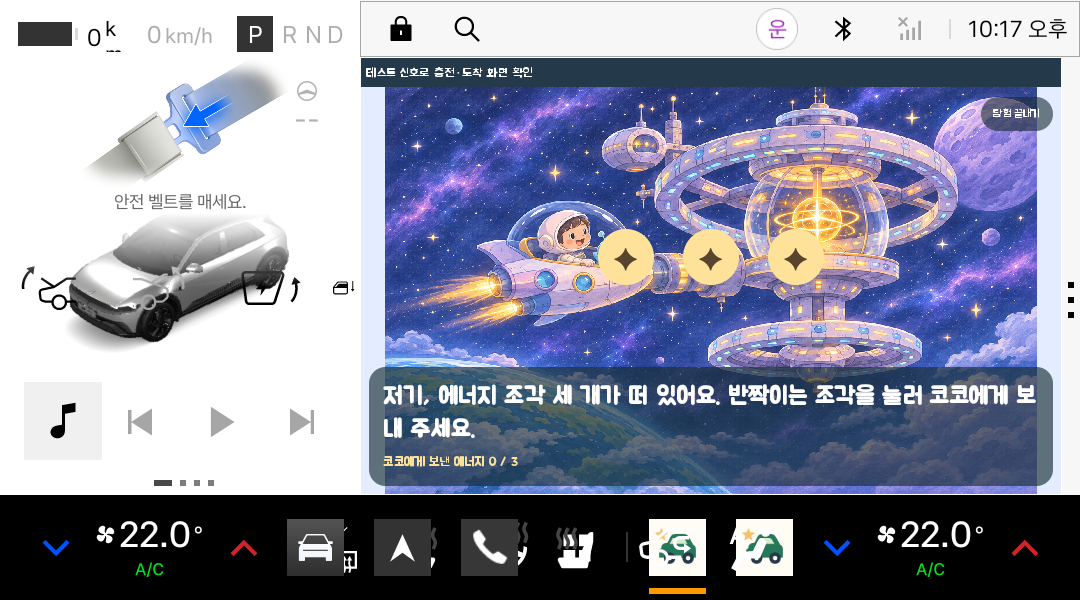 0 k
0 km/h
P R N D
운
10:17 오후
테스트 신호로 충전·도착 화면 확인
탐험 끝내기
안전 벨트를 매세요.
저기, 에너지 조각 세 개가 떠 있어요. 반짝이는 조각을 눌러 코코에게 보
내 주세요.
코코에게 보낸 에너지 0 / 3
22.0°
A/C
22.0°
A/C